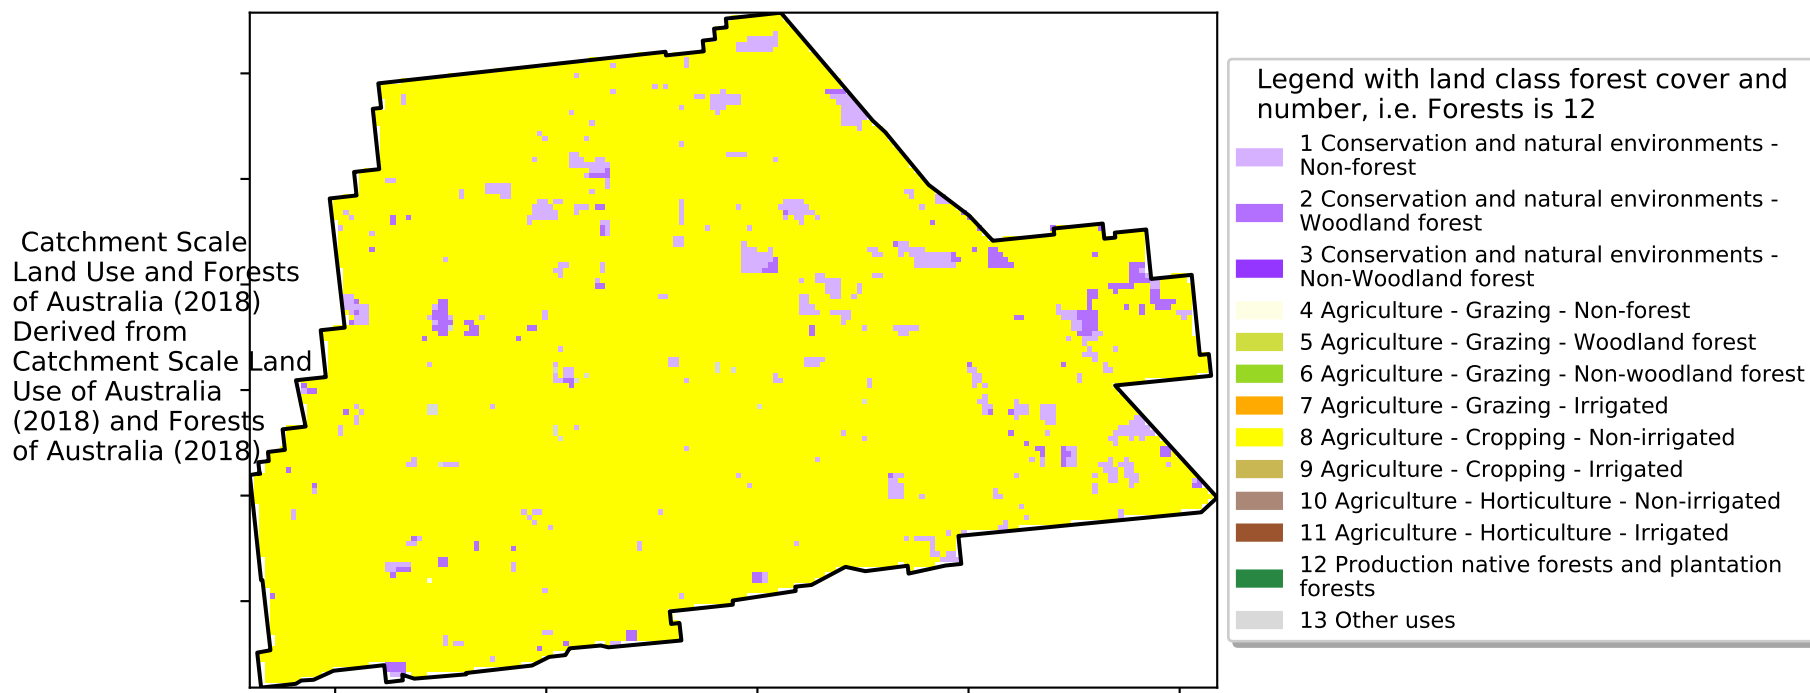 Catchment Scale
Land Use and Forests
of Australia (2018)
Derived from
Catchment Scale Land
Use of Australia
(2018) and Forests
of Australia (2018)
Legend with land class forest cover and
number, i.e. Forests is 12
1 Conservation and natural environments -
Non-forest
2 Conservation and natural environments -
Woodland forest
3 Conservation and natural environments -
Non-Woodland forest
4 Agriculture - Grazing - Non-forest
5 Agriculture - Grazing - Woodland forest
6 Agriculture - Grazing - Non-woodland forest
7 Agriculture - Grazing - Irrigated
8 Agriculture - Cropping - Non-irrigated
9 Agriculture - Cropping - Irrigated
10 Agriculture - Horticulture - Non-irrigated
11 Agriculture - Horticulture - Irrigated
12 Production native forests and plantation
forests
13 Other uses